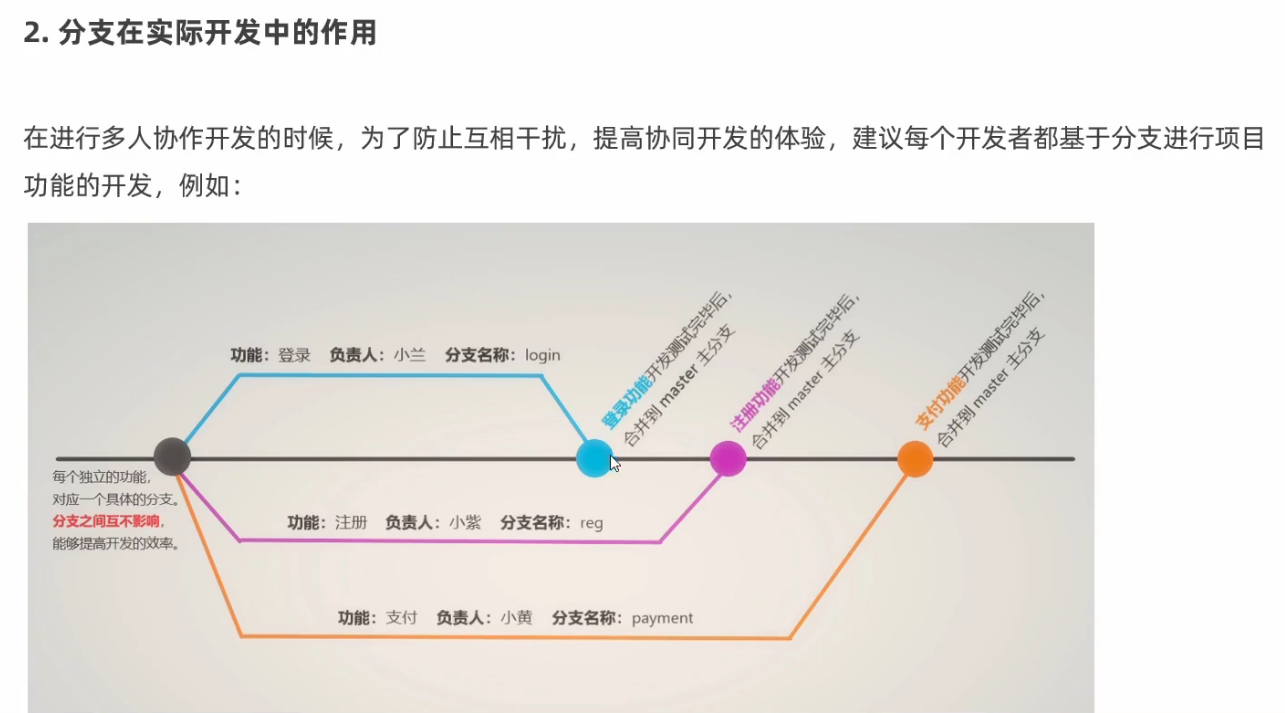 2. 分支在实际开发中的作用
在进行多人协作开发的时候，为了防止互相干扰，提高协同开发的体验，建议每个开发者都基于分支进行项目
功能的开发，例如：
功能：登录 负责人：小兰 分支名称：login
登录功能开发测试完毕后，
合并到 master 主分支
注册功能开发测试完毕后，
合并到 master 主分支
支付功能开发测试完毕后，
合并到 master 主分支
每个独立的功能，
对应一个具体的分支。
分支之间互不影响，
能够提高开发的效率。
功能：注册 负责人：小紫 分支名称：reg
功能：支付 负责人：小黄 分支名称：payment